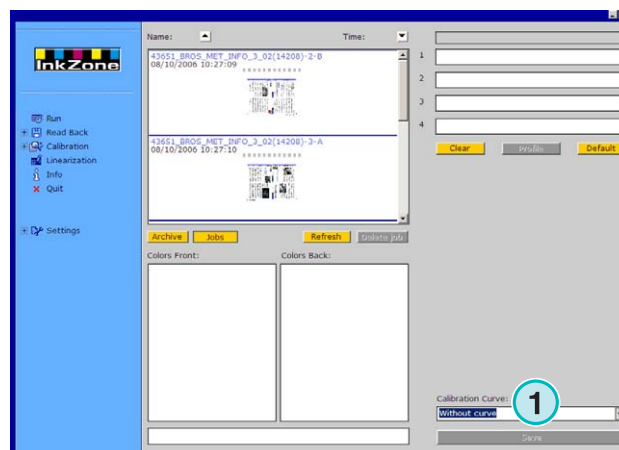 InkZone
Run
Read Back
Calibration
Linearization
Info
Quit
Settings
Name:
Time:
43651_BROS_MET_INFO_3_02(14208)-2-B
08/10/2006 10:27:09
43651_BROS_MET_INFO_3_02(14208)-3-A
08/10/2006 10:27:10
Archive
Jobs
Refresh
Delete job
Colors Front:
Colors Back:
1
2
3
4
Clear
Profile
Default
Calibration Curve:
1
Without curve
Save